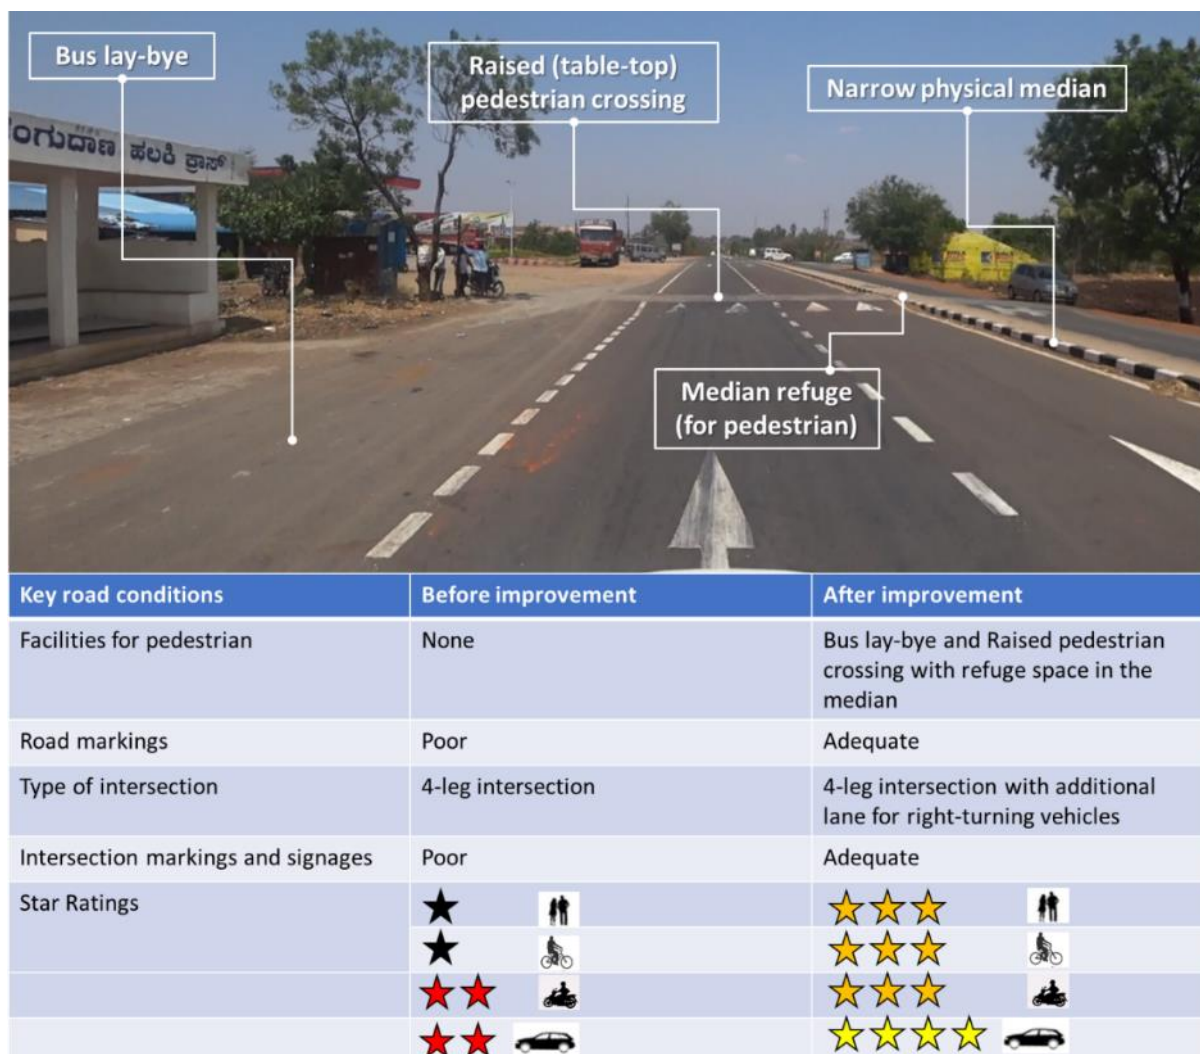 Bus lay-bye
Raised (table-top)
pedestrian crossing
Narrow physical median
ಂಗುದಾಣ ಹಲಕಿ ಕ್ರಾಸ್
Median refuge
(for pedestrian)
Key road conditions
Before improvement
After improvement
Facilities for pedestrian
None
Bus lay-bye and Raised pedestrian
crossing with refuge space in the
median
Road markings
Poor
Adequate
Type of intersection
4-leg intersection
4-leg intersection with additional
lane for right-turning vehicles
Intersection markings and signages
Poor
Adequate
Star Ratings